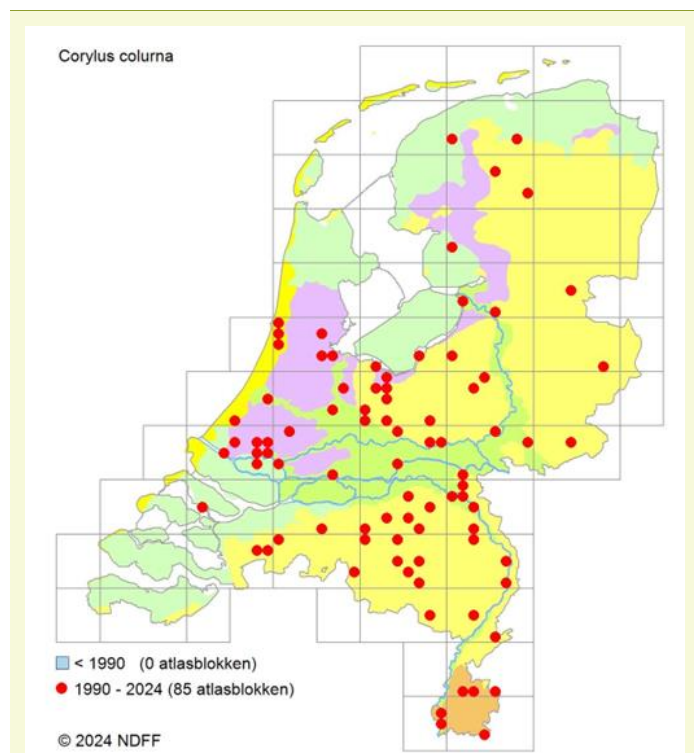 Corylus colurna
< 1990 (0 atlasblokken)
1990 - 2024 (85 atlasblokken)
© 2024 NDFF